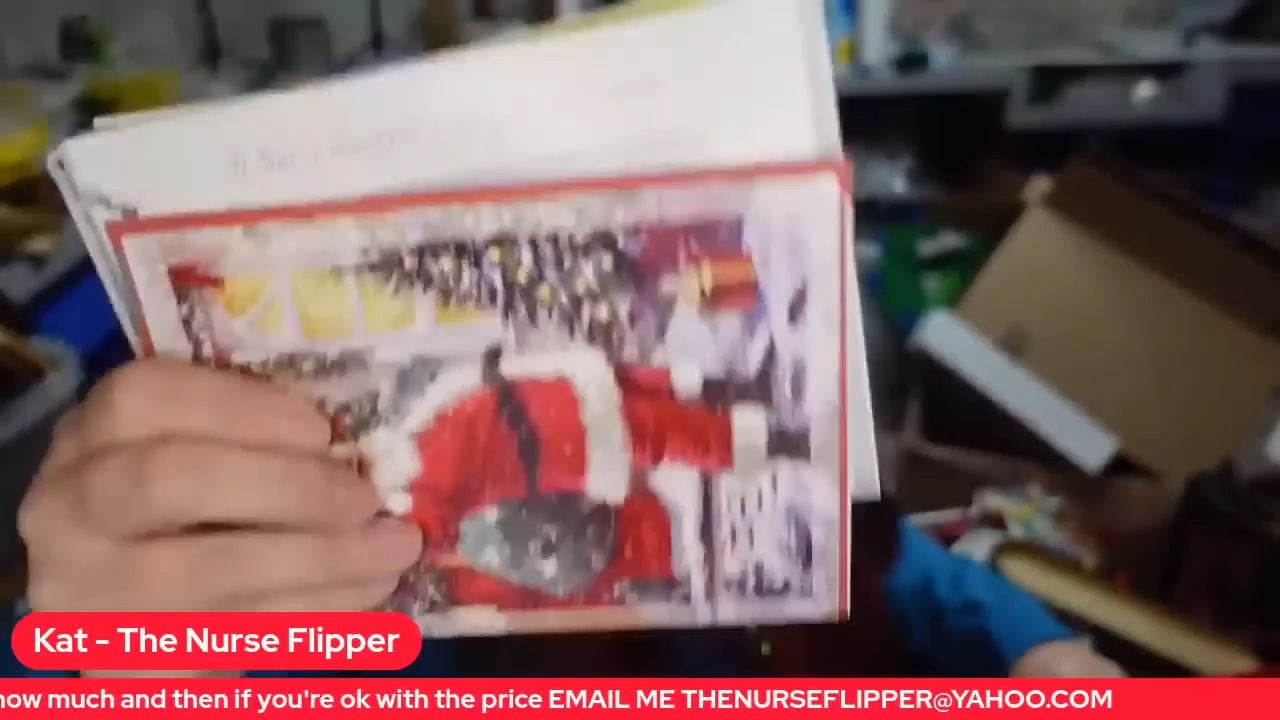 Kat - The Nurse Flipper
now much and then if you're ok with the price EMAIL ME THENURSEFLIPPER@YAHOO.COM